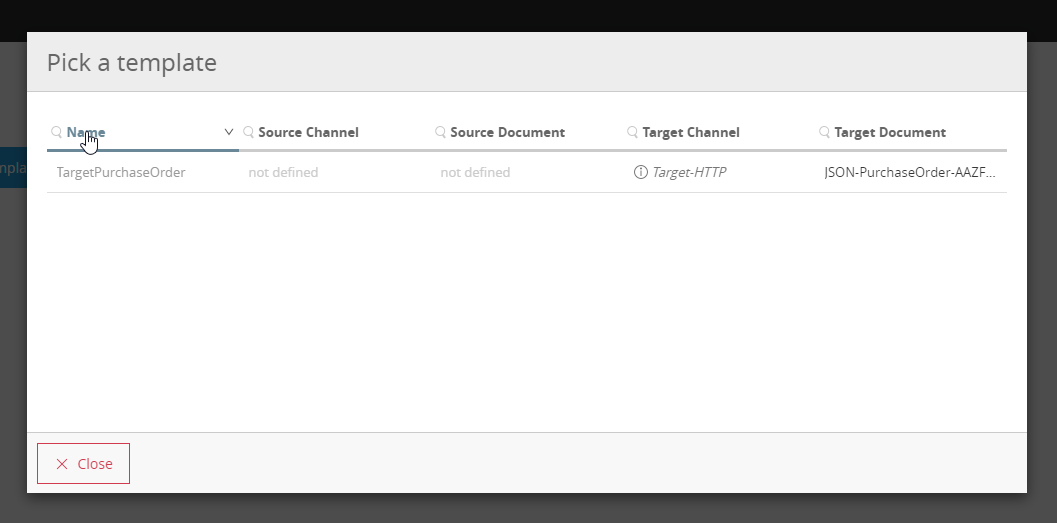 Pick a template
Name Source Channel Source Document Target Channel Target Document
TargetPurchaseOrder not defined not defined Target-HTTP JSON-PurchaseOrder-AAZF...
Close